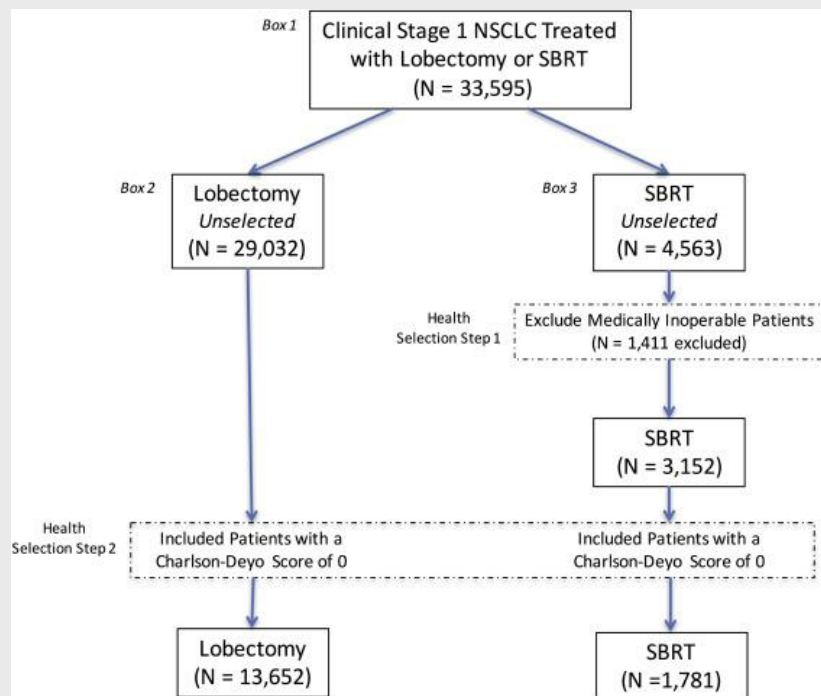 Box 1
Clinical Stage 1 NSCLC Treated
with Lobectomy or SBRT
(N = 33,595)
Box 2
Lobectomy
Unselected
(N = 29,032)
Box 3
SBRT
Unselected
(N = 4,563)
Health
Selection Step 1
Exclude Medically Inoperable Patients
(N = 1,411 excluded)
SBRT
(N = 3,152)
Health
Selection Step 2
Included Patients with a
Charlson-Deyo Score of 0
Included Patients with a
Charlson-Deyo Score of 0
Lobectomy
(N = 13,652)
SBRT
(N =1,781)